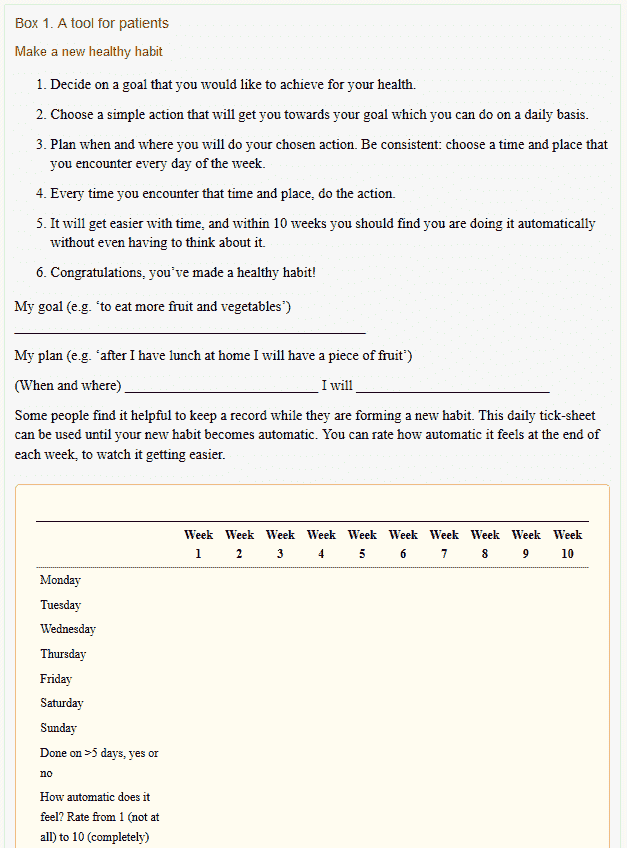 Box 1. A tool for patients
Make a new healthy habit
1. Decide on a goal that you would like to achieve for your health.
2. Choose a simple action that will get you towards your goal which you can do on a daily basis.
3. Plan when and where you will do your chosen action. Be consistent: choose a time and place that
you encounter every day of the week.
4. Every time you encounter that time and place, do the action.
5. It will get easier with time, and within 10 weeks you should find you are doing it automatically
without even having to think about it.
6. Congratulations, you’ve made a healthy habit!
My goal (e.g. ‘to eat more fruit and vegetables’)
My plan (e.g. ‘after I have lunch at home I will have a piece of fruit’)
(When and where) ____________________________ I will ____________________________
Some people find it helpful to keep a record while they are forming a new habit. This daily tick-sheet
can be used until your new habit becomes automatic. You can rate how automatic it feels at the end of
each week, to watch it getting easier.
Week Week Week Week Week Week Week Week Week Week
1 2 3 4 5 6 7 8 9 10
Monday
Tuesday
Wednesday
Thursday
Friday
Saturday
Sunday
Done on >5 days, yes or
no
How automatic does it
feel? Rate from 1 (not at
all) to 10 (completely)